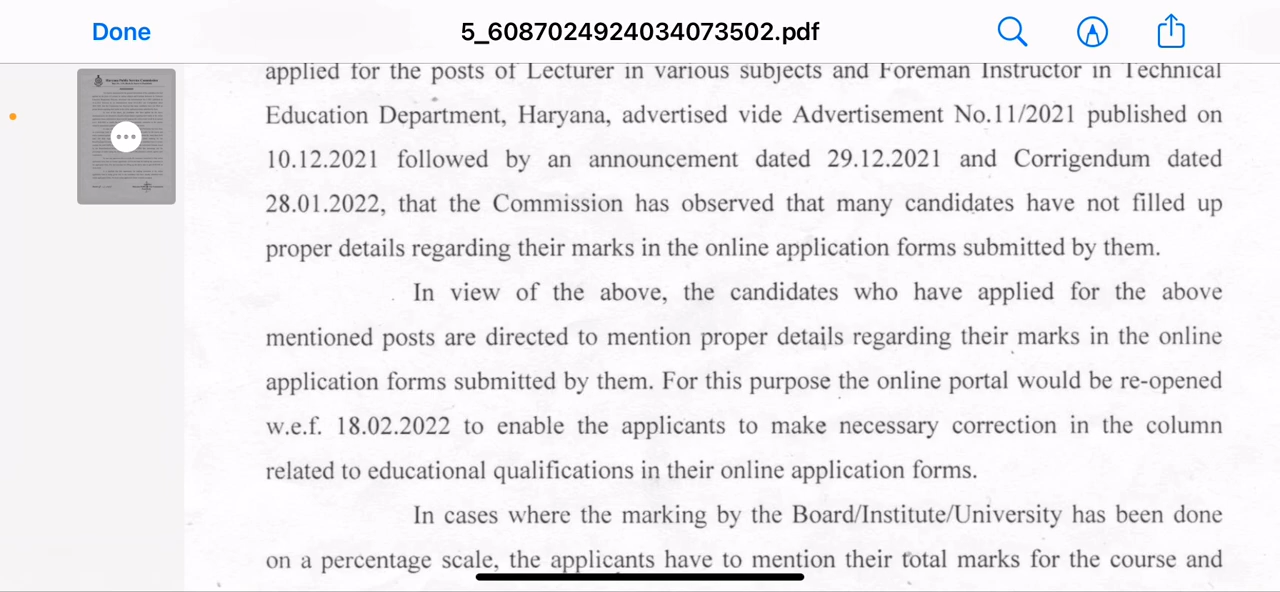 Done
5_6087024924034073502.pdf
applied for the posts of Lecturer in various subjects and Foreman Instructor in Technical
Education Department, Haryana, advertised vide Advertisement No.11/2021 published on
10.12.2021 followed by an announcement dated 29.12.2021 and Corrigendum dated
28.01.2022, that the Commission has observed that many candidates have not filled up
proper details regarding their marks in the online application forms submitted by them.
In view of the above, the candidates who have applied for the above
mentioned posts are directed to mention proper details regarding their marks in the online
application forms submitted by them. For this purpose the online portal would be re-opened
w.e.f. 18.02.2022 to enable the applicants to make necessary correction in the column
related to educational qualifications in their online application forms.
In cases where the marking by the Board/Institute/University has been done
on a percentage scale, the applicants have to mention their total marks for the course and